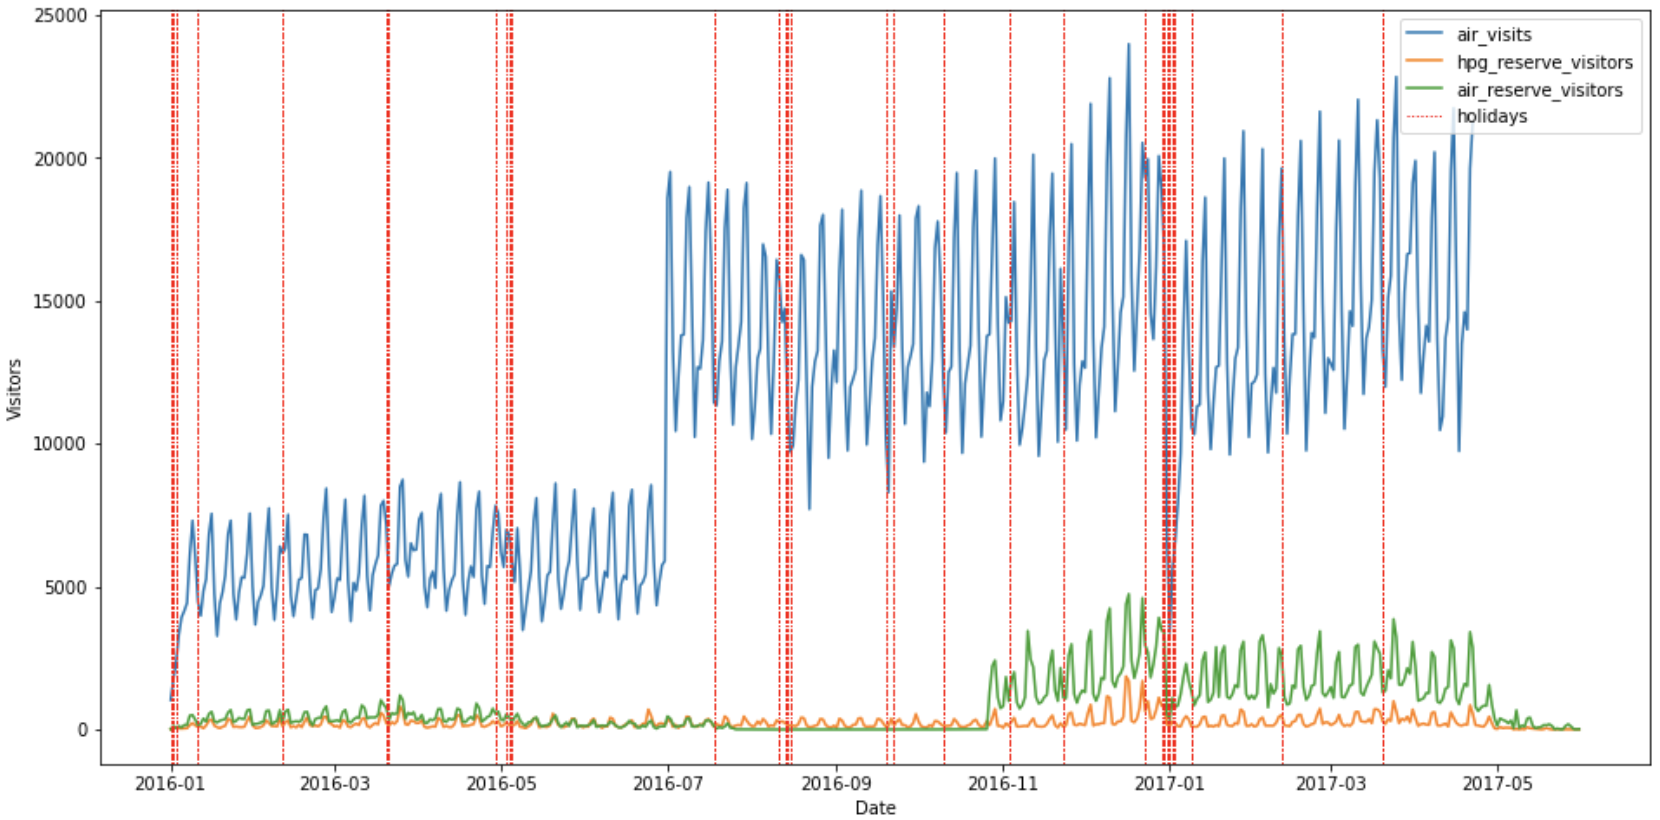 25000
20000
15000
10000
5000
0
Visitors
2016-01
2016-03
2016-05
2016-07
2016-09
2016-11
2017-01
2017-03
2017-05
Date
air_visits
hpg_reserve_visitors
air_reserve_visitors
holidays